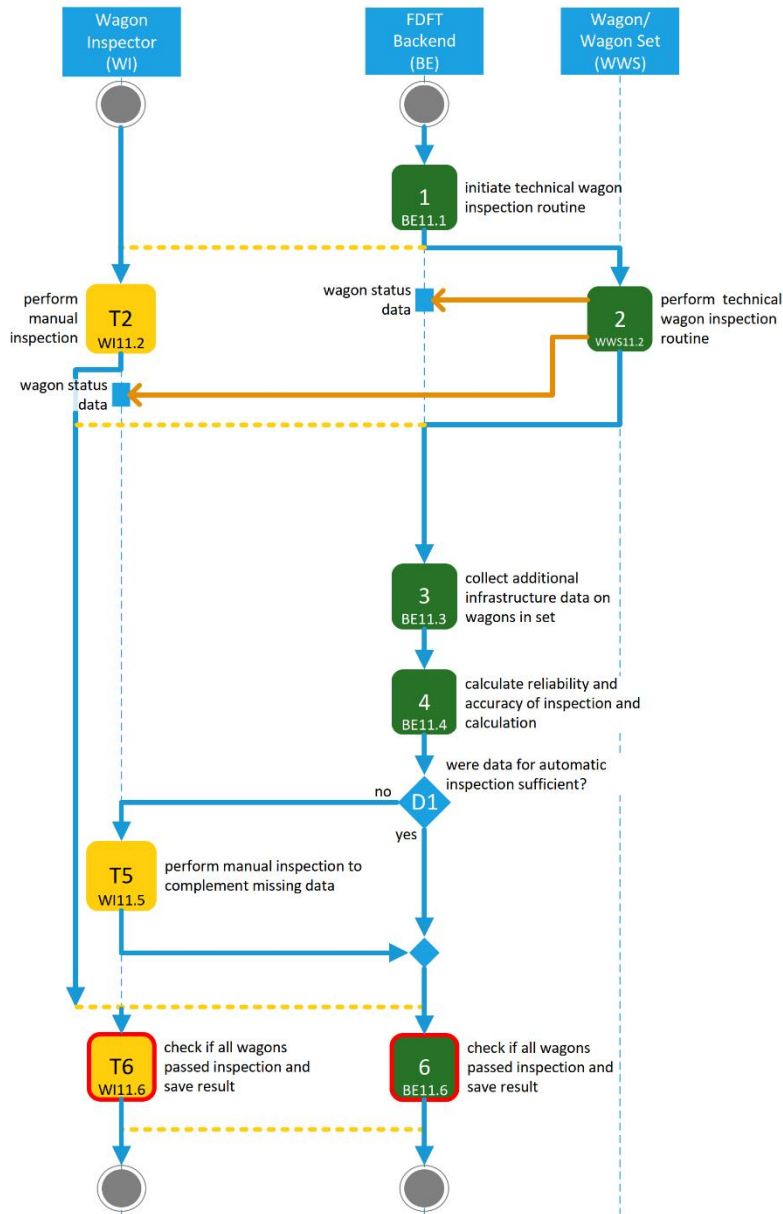 Wagon
Inspector
(WI)
FDFT
Backend
(BE)
Wagon/
Wagon Set
(WWS)
1
BE11.1
initiate technical wagon
inspection routine
perform
manual
inspection
T2
WI11.2
wagon status
data
2
WWS11.2
perform technical
wagon inspection
routine
wagon status
data
3
BE11.3
collect additional
infrastructure data on
wagons in set
4
BE11.4
calculate reliability and
accuracy of inspection and
calculation
were data for automatic
inspection sufficient?
no
D1
yes
T5
WI11.5
perform manual inspection to
complement missing data
T6
WI11.6
check if all wagons
passed inspection and
save result
6
BE11.6
check if all wagons
passed inspection and
save result